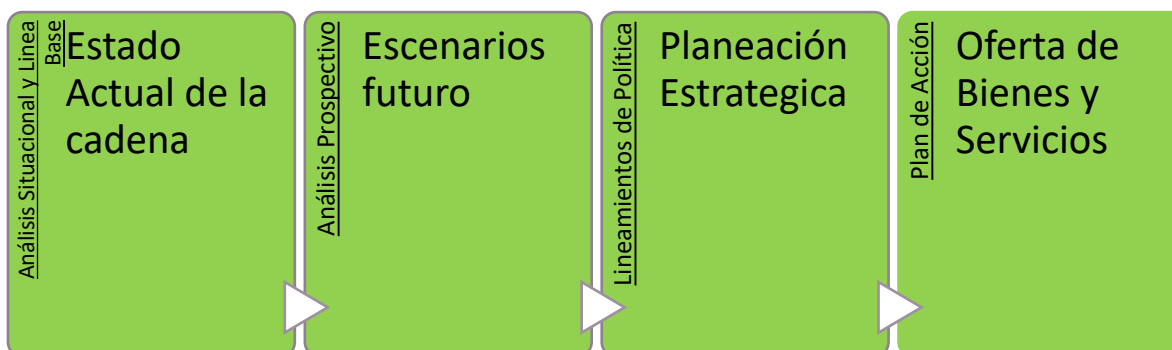 Análisis Situacional y Linea
Base
Estado
Actual de la
cadena
Análisis Prospectivo
Escenarios
futuro
Lineamientos de Política
Planeación
Estrategica
Plan de Acción
Oferta de
Bienes y
Servicios